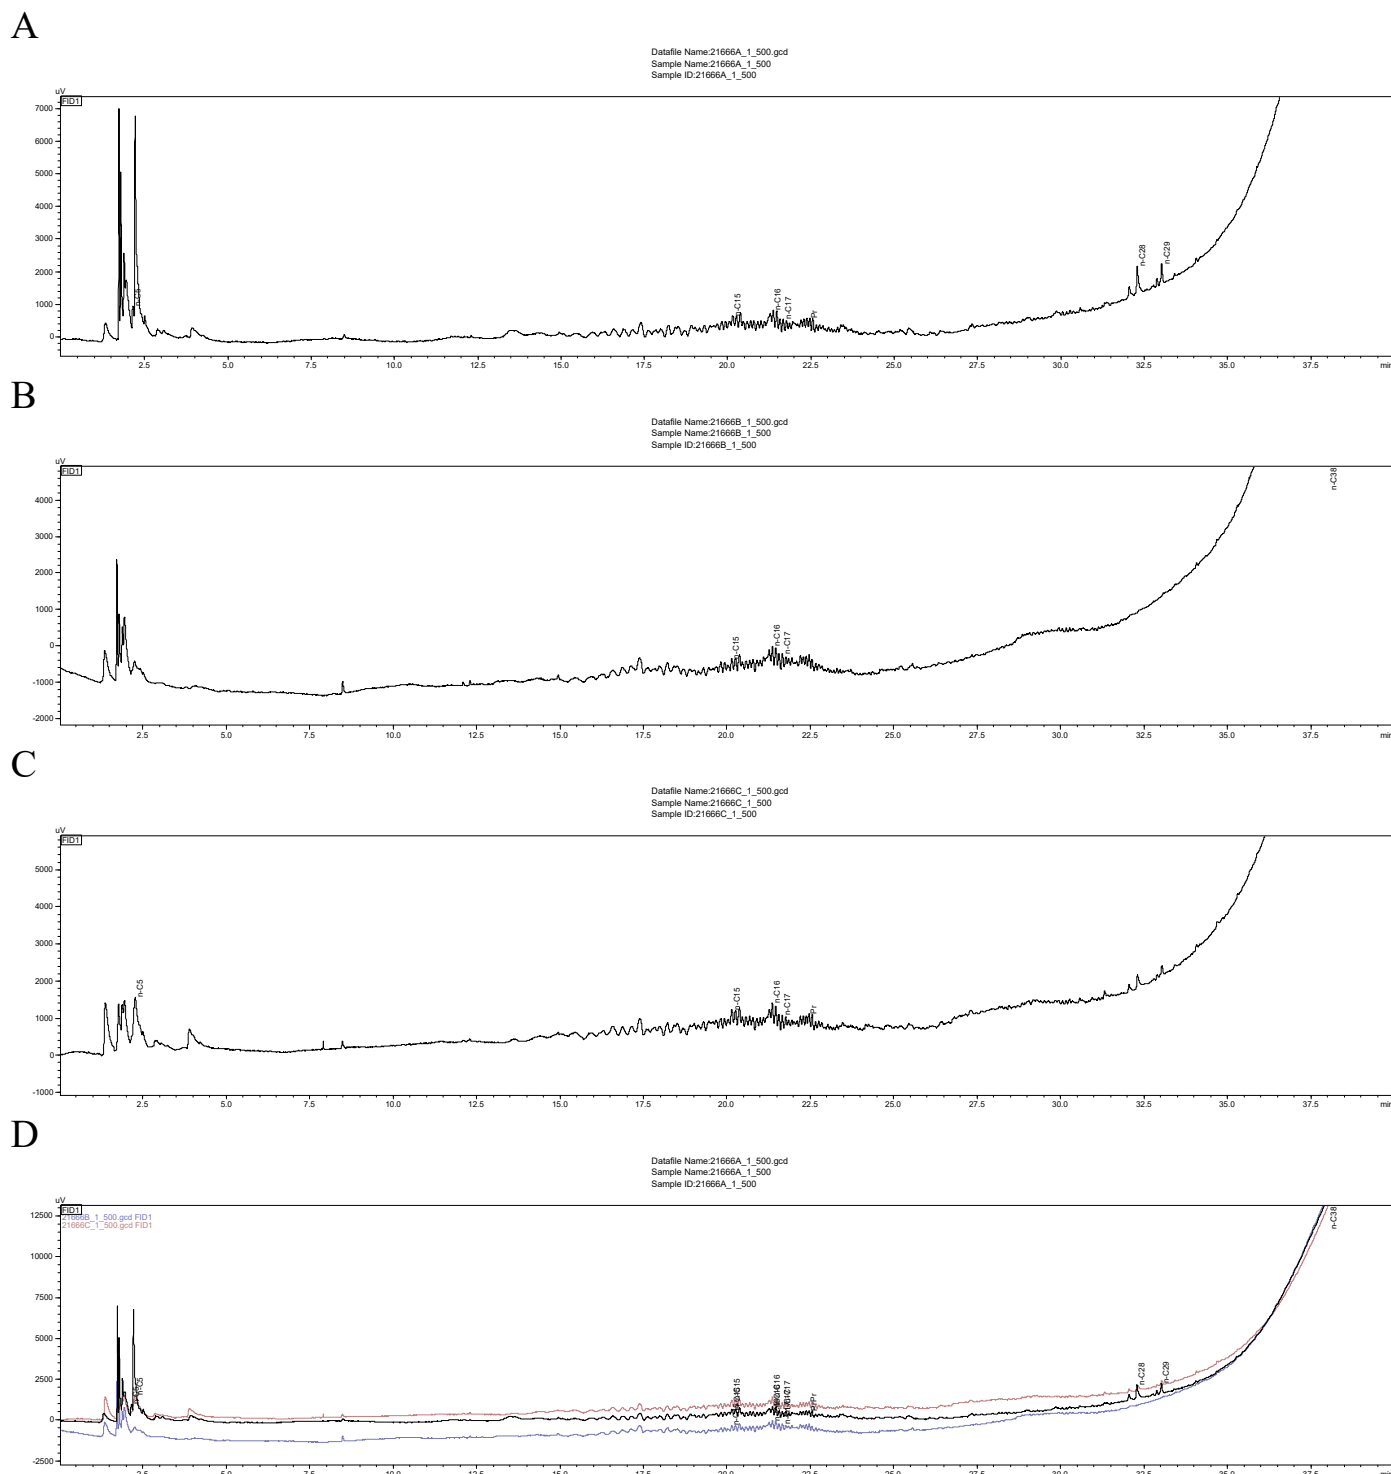 A
Datafile Name:21666A_1_500.gcd
Sample Name:21666A_1_500
Sample ID:21666A_1_500
uV
FID1
7000
6000
5000
4000
3000
2000
1000
0
n-C5
n-C15
n-C16
n-C17
Pr
n-C28
n-C29
2.5 5.0 7.5 10.0 12.5 15.0 17.5 20.0 22.5 25.0 27.5 30.0 32.5 35.0 37.5 min
B
Datafile Name:21666B_1_500.gcd
Sample Name:21666B_1_500
Sample ID:21666B_1_500
uV
FID1
4000
3000
2000
1000
0
-1000
-2000
n-C15
n-C16
n-C17
n-C38
2.5 5.0 7.5 10.0 12.5 15.0 17.5 20.0 22.5 25.0 27.5 30.0 32.5 35.0 37.5 min
C
Datafile Name:21666C_1_500.gcd
Sample Name:21666C_1_500
Sample ID:21666C_1_500
uV
FID1
5000
4000
3000
2000
1000
0
-1000
n-C5
n-C15
n-C16
n-C17
Pr
2.5 5.0 7.5 10.0 12.5 15.0 17.5 20.0 22.5 25.0 27.5 30.0 32.5 35.0 37.5 min
D
Datafile Name:21666A_1_500.gcd
Sample Name:21666A_1_500
Sample ID:21666A_1_500
uV
FID1
21666B_1_500.gcd FID1
21666C_1_500.gcd FID1
12500
10000
7500
5000
2500
0
-2500
n-C5
Pr
n-C28
n-C29
n-C38
2.5 5.0 7.5 10.0 12.5 15.0 17.5 20.0 22.5 25.0 27.5 30.0 32.5 35.0 37.5 min